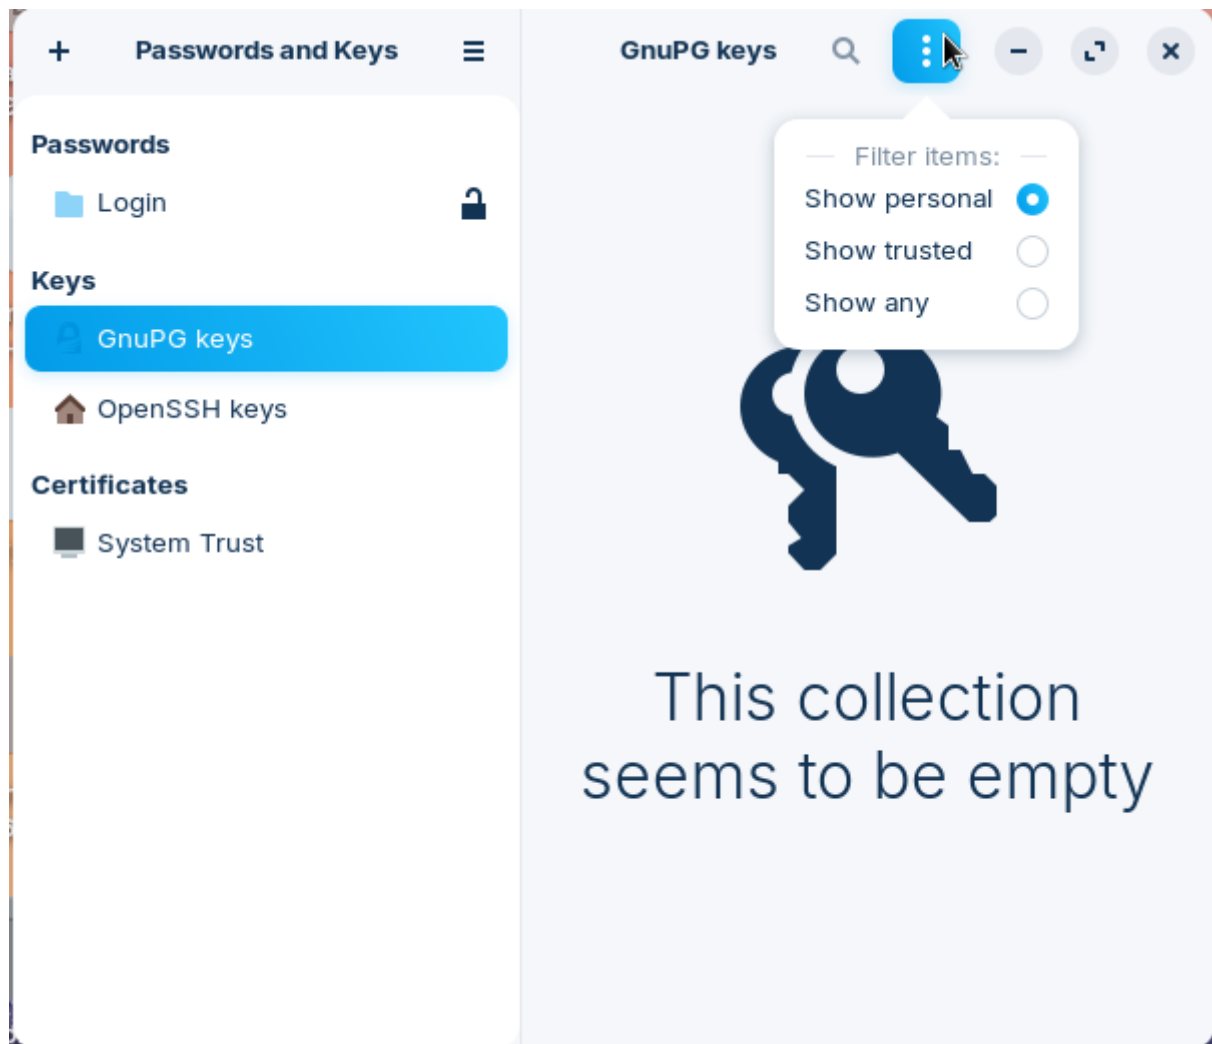 Passwords and Keys
GnuPG keys
Passwords
Login
Keys
GnuPG keys
OpenSSH keys
Certificates
System Trust
Filter items:
Show personal
Show trusted
Show any
This collection
seems to be empty